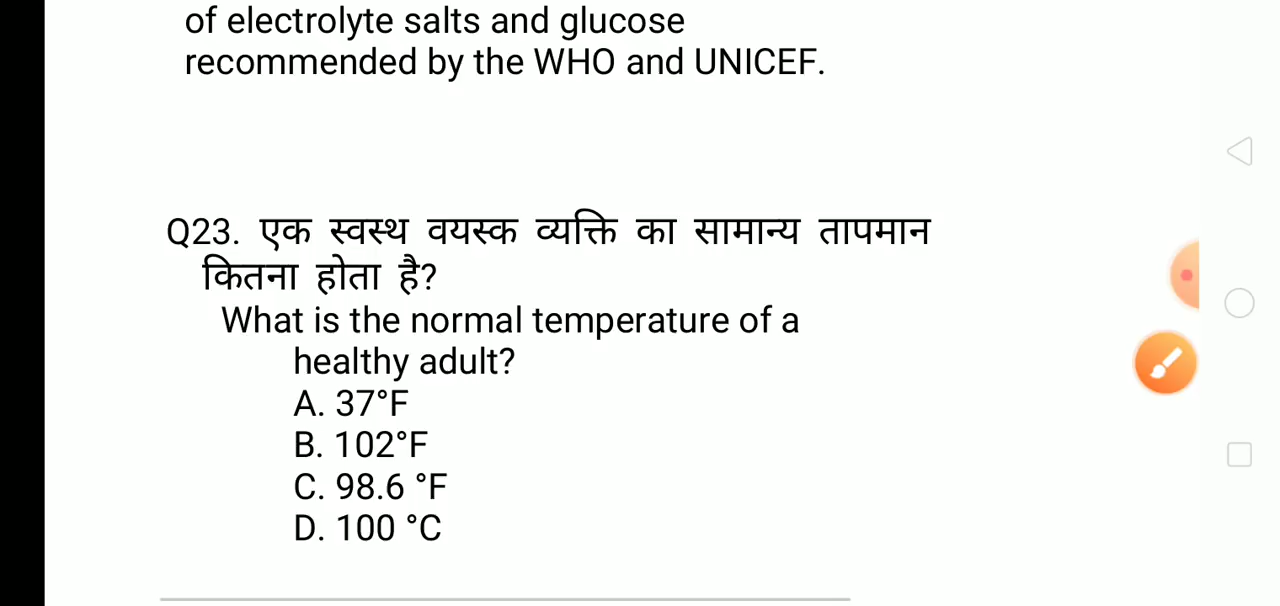 of electrolyte salts and glucose
recommended by the WHO and UNICEF.
Q23. एक स्वस्थ वयस्क व्यक्ति का सामान्य तापमान
कितना होता है?
What is the normal temperature of a
healthy adult?
A. 37°F
B. 102°F
C. 98.6 °F
D. 100 °C